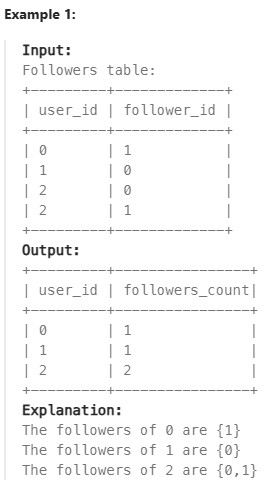 Example 1:
Input:
Followers table:
+---------+-------------+
| user_id | follower_id |
+---------+-------------+
| 0       | 1           |
| 1       | 0           |
| 2       | 0           |
| 2       | 1           |
+---------+-------------+
Output:
+---------+----------------+
| user_id | followers_count|
+---------+----------------+
| 0       | 1              |
| 1       | 1              |
| 2       | 2              |
+---------+----------------+
Explanation:
The followers of 0 are {1}
The followers of 1 are {0}
The followers of 2 are {0,1}